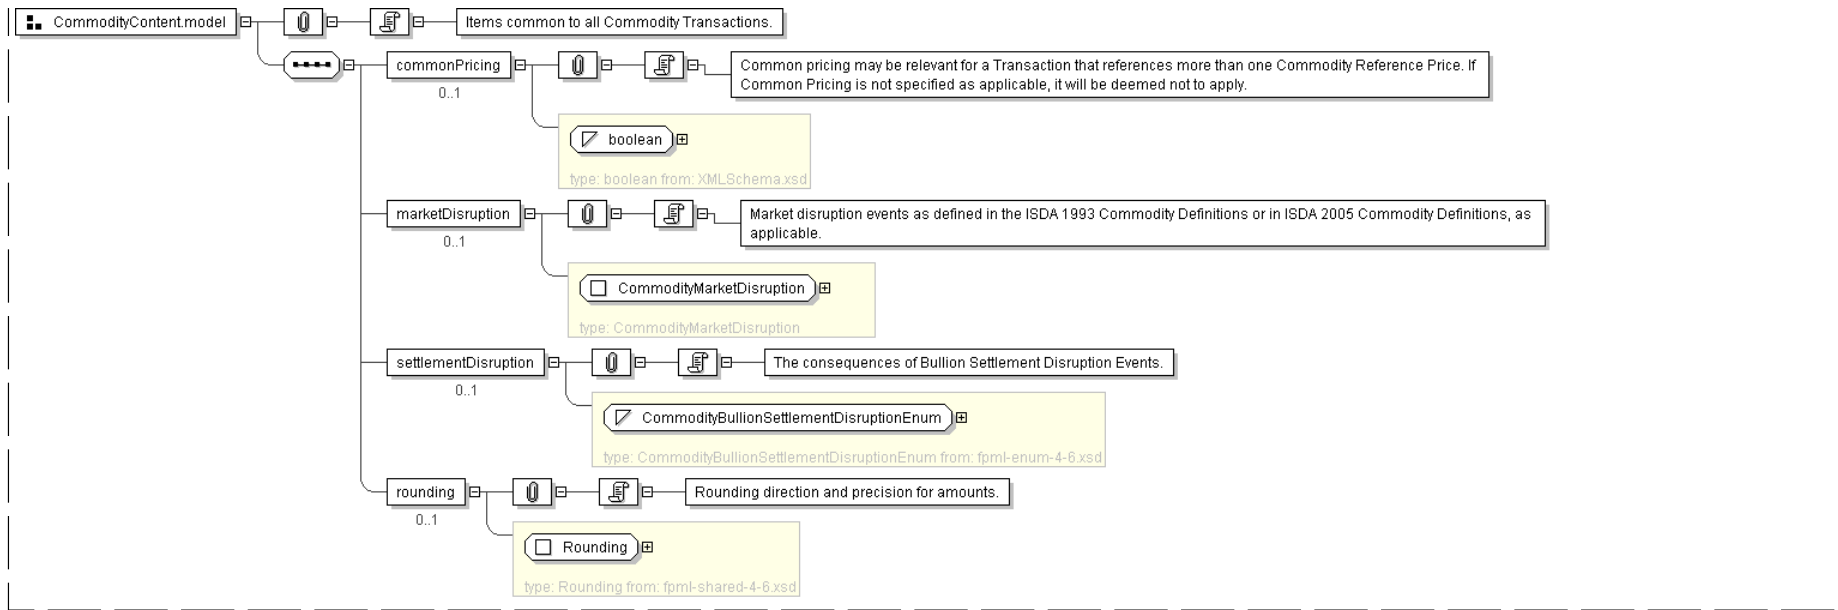 CommodityContent.model
Items common to all Commodity Transactions.
commonPricing
0..1
Common pricing may be relevant for a Transaction that references more than one Commodity Reference Price. If
Common Pricing is not specified as applicable, it will be deemed not to apply.
boolean
type: boolean from: XMLSchema.xsd
marketDisruption
0..1
Market disruption events as defined in the ISDA 1993 Commodity Definitions or in ISDA 2005 Commodity Definitions, as
applicable.
CommodityMarketDisruption
type: CommodityMarketDisruption
settlementDisruption
0..1
The consequences of Bullion Settlement Disruption Events.
CommodityBullionSettlementDisruptionEnum
type: CommodityBullionSettlementDisruptionEnum from: fpml-enum-4-6.xsd
rounding
0..1
Rounding direction and precision for amounts.
Rounding
type: Rounding from: fpml-shared-4-6.xsd